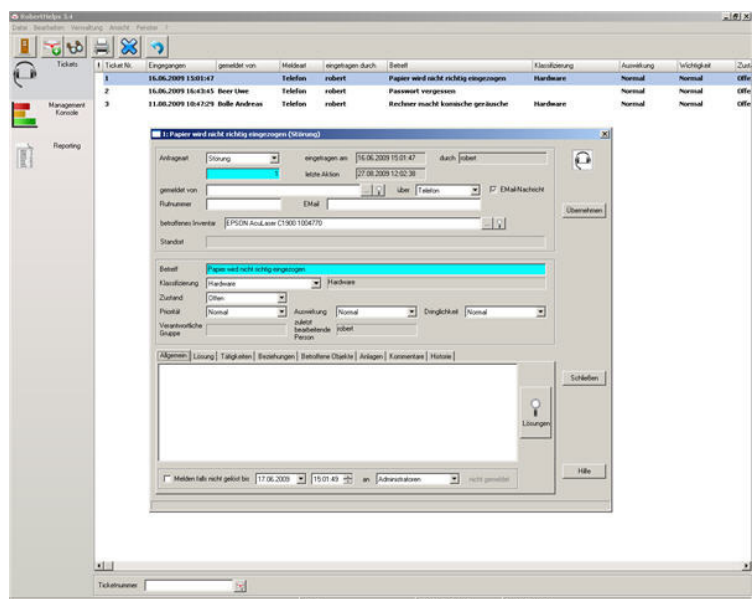 RobertHelps 3.4
Datei Bearbeiten Verwaltung Ansicht Fenster ?
Tickets
Management Konsole
Reporting
! Ticket Nr. Eingegangen gemeldet von Meldeart eingetragen durch Betreff Klassifizierung Auswirkung Wichtigkeit Zust
1 16.06.2009 15:01:47 Telefon robert Papier wird nicht richtig eingezogen Hardware Normal Normal Offe
2 16.06.2009 16:43:45 Beer Uwe Telefon robert Passwort vergessen Normal Normal Offe
3 11.08.2009 10:47:29 Bolle Andreas Telefon robert Rechner macht komische geräusche Hardware Normal Normal Offe
1: Papier wird nicht richtig eingezogen (Störung)
Anfrageart Störung eingetragen am 16.06.2009 15:01:47 durch robert
1 letzte Aktion 27.08.2009 12:02:38
gemeldet von ... über Telefon EMail-Nachricht
Rufnummer EMail
Übernehmen
betroffenes Inventar EPSON AcuLaser C1900 1004770 ...
Standort
Betreff Papier wird nicht richtig eingezogen
Klassifizierung Hardware Hardware
Zustand Offen
Priorität Normal Auswirkung Normal Dringlichkeit Normal
Verantwortliche Gruppe zuletzt bearbeitende Person robert
Allgemein Lösung Tätigkeiten Beziehungen Betroffene Objekte Anlagen Kommentare Historie
Schließen
Lösungen
Hilfe
Melden falls nicht gelöst bis 17.06.2009 15:01:49 an Administratoren nicht gemeldet
Ticketnummer